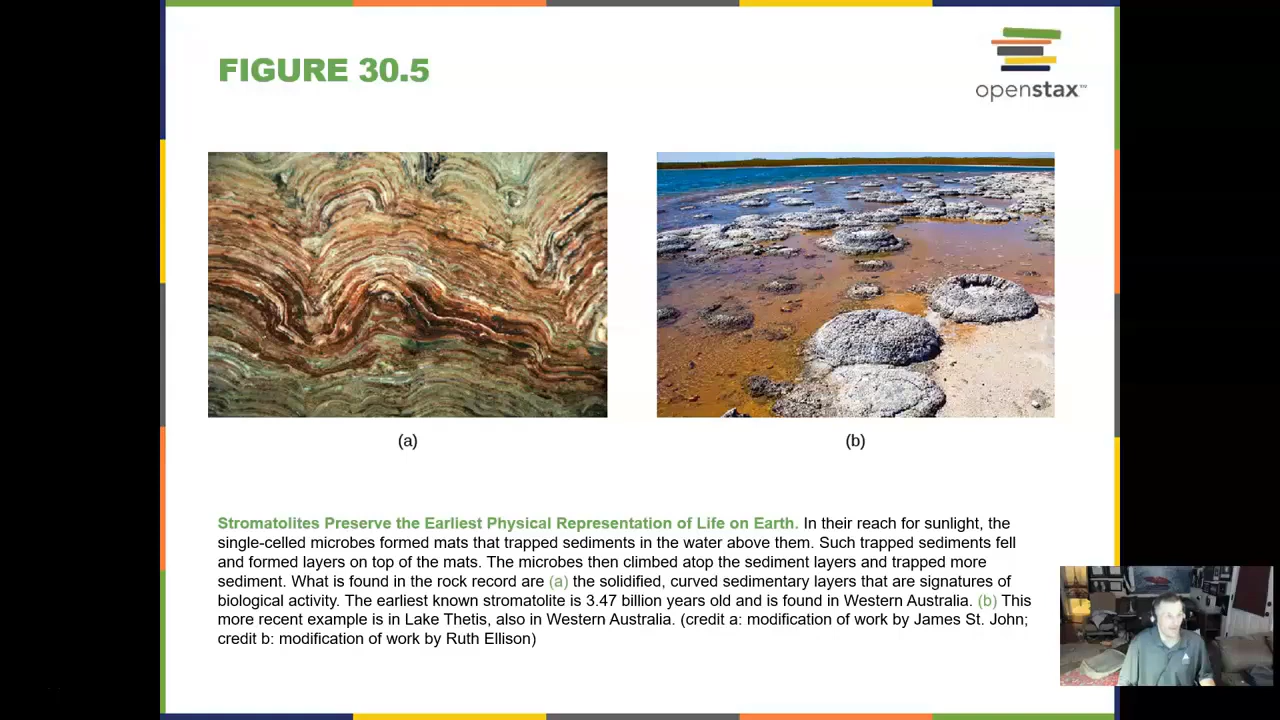 FIGURE 30.5
openstax™
(a)
(b)
Stromatolites Preserve the Earliest Physical Representation of Life on Earth. In their reach for sunlight, the
single-celled microbes formed mats that trapped sediments in the water above them. Such trapped sediments fell
and formed layers on top of the mats. The microbes then climbed atop the sediment layers and trapped more
sediment. What is found in the rock record are (a) the solidified, curved sedimentary layers that are signatures of
biological activity. The earliest known stromatolite is 3.47 billion years old and is found in Western Australia. (b) This
more recent example is in Lake Thetis, also in Western Australia. (credit a: modification of work by James St. John;
credit b: modification of work by Ruth Ellison)